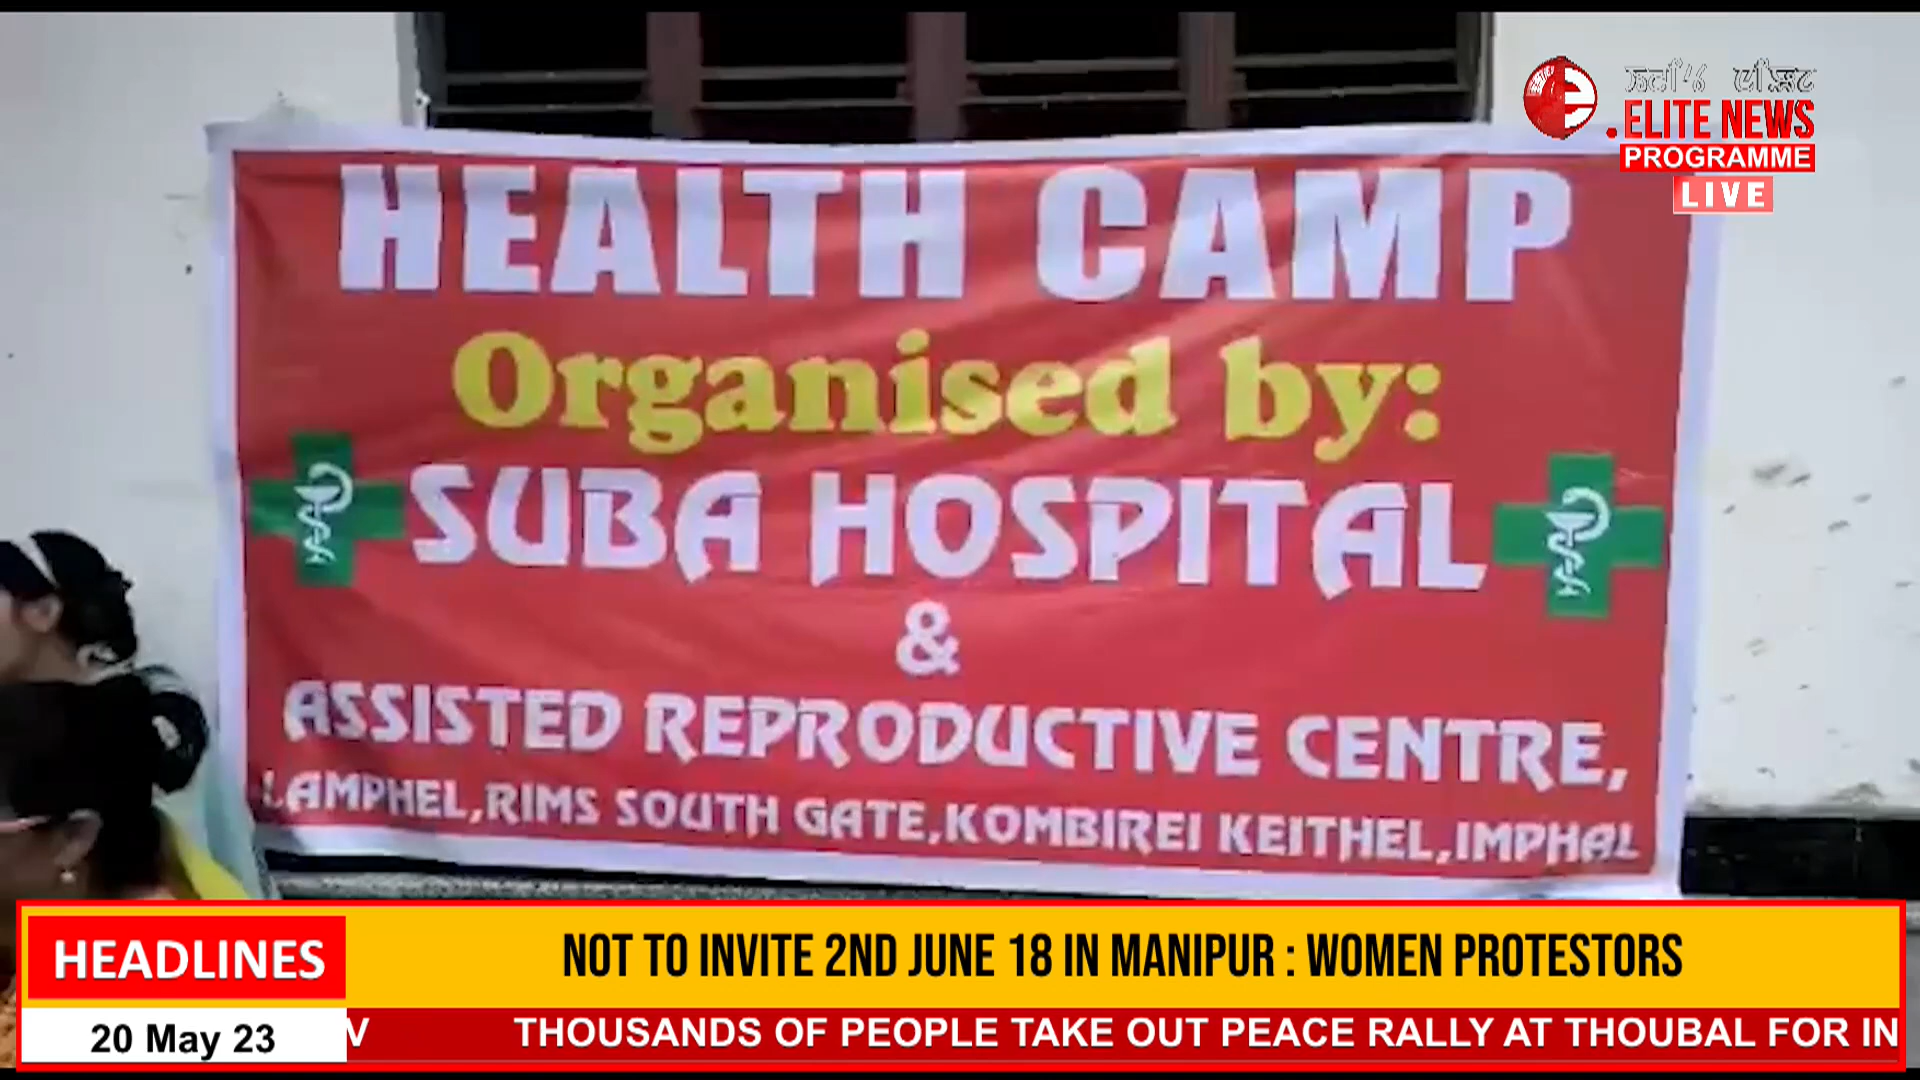 ELITE NEWS
PROGRAMME
LIVE
HEALTH CAMP
Organised by:
SUBA HOSPITAL
&
ASSISTED REPRODUCTIVE CENTRE,
LAMPHEL,RIMS SOUTH GATE,KOMBIREI KEITHEL,IMPHAL
HEADLINES
NOT TO INVITE 2ND JUNE 18 IN MANIPUR : WOMEN PROTESTORS
20 May 23
THOUSANDS OF PEOPLE TAKE OUT PEACE RALLY AT THOUBAL FOR IN